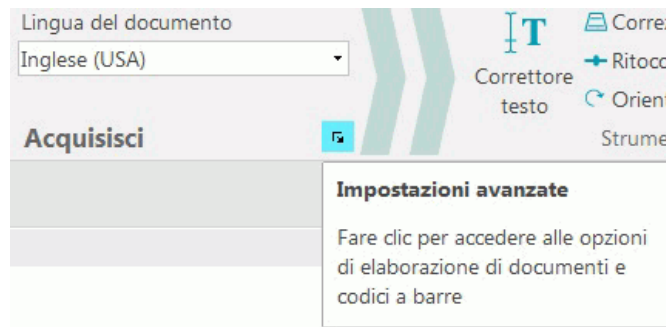 Lingua del documento
Inglese (USA)
Correttore
testo
Ritocc
Acquisisci
Impostazioni avanzate
Fare clic per accedere alle opzioni
di elaborazione di documenti e
codici a barre